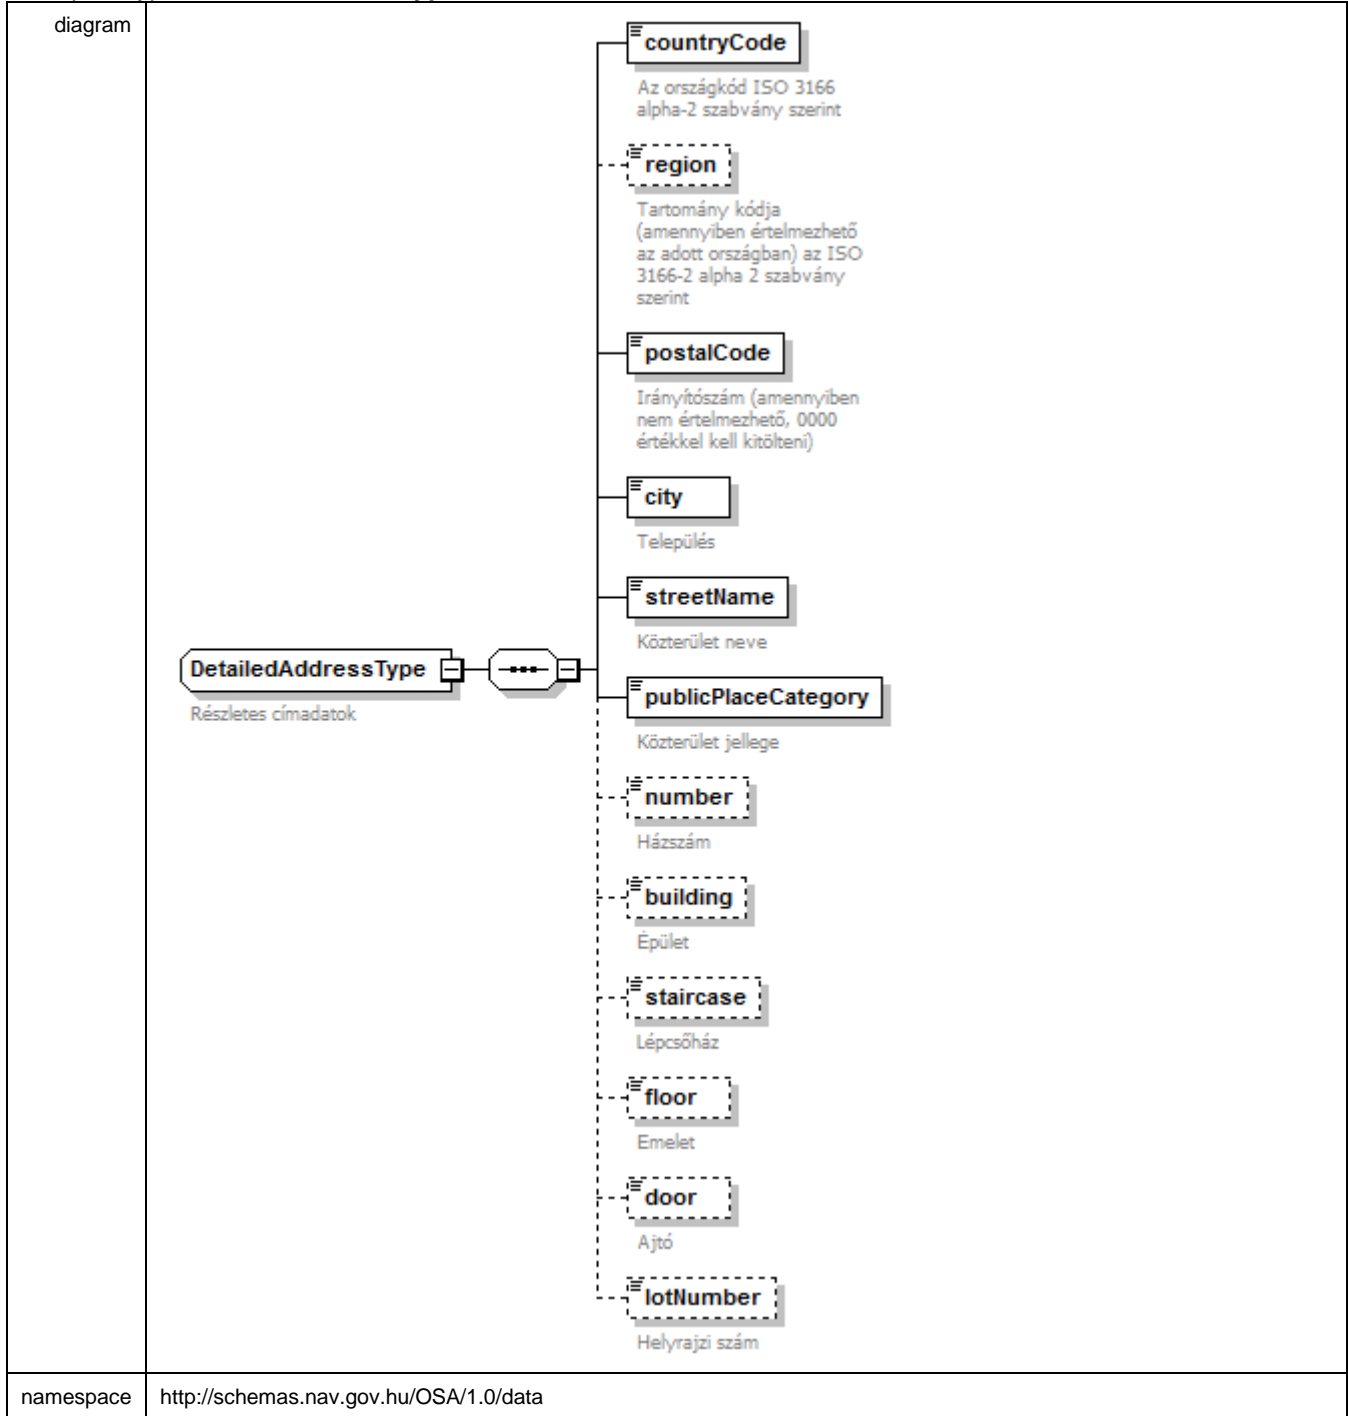 diagram
countryCode
Az országkód ISO 3166
alpha-2 szabvány szerint
region
Tartomány kódja
(amennyiben értelmezhető
az adott országban) az ISO
3166-2 alpha 2 szabvány
szerint
postalCode
Irányítószám (amennyiben
nem értelmezhető, 0000
értékkel kell kitölteni)
city
Település
streetName
Közterület neve
DetailedAddressType
Részletes címadatok
publicPlaceCategory
Közterület jellege
number
Házszám
building
Épület
staircase
Lépcsőház
floor
Emelet
door
Ajtó
lotNumber
Helyrajzi szám
namespace http://schemas.nav.gov.hu/OSA/1.0/data